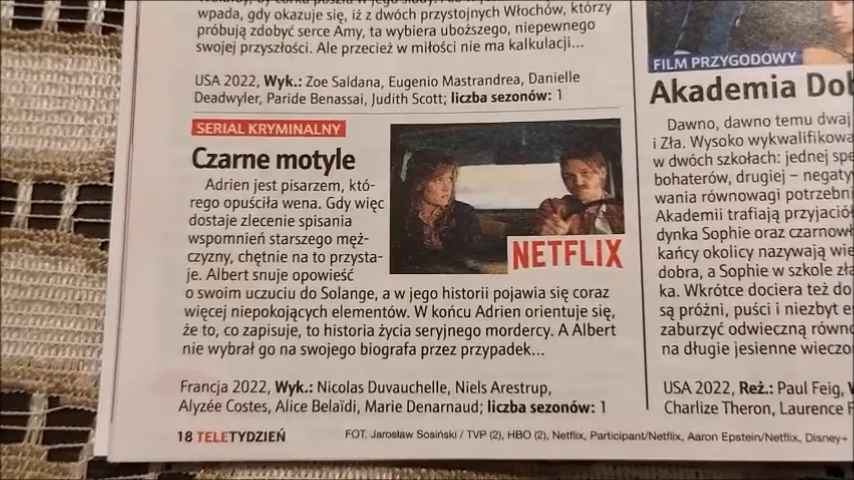 wpada, gdy okazuje się, iż z dwóch przystojnych Włochów, którzy
próbują zdobyć serce Amy, ta wybiera uboższego, niepewnego
swojej przyszłości. Ale przecież w miłości nie ma kalkulacji...
USA 2022, Wyk.: Zoe Saldana, Eugenio Mastrandrea, Danielle
Deadwyler, Paride Benassai, Judith Scott; liczba sezonów: 1
SERIAL KRYMINALNY
Czarne motyle
Adrien jest pisarzem, któ-
rego opuściła wena. Gdy więc
dostaje zlecenie spisania
wspomnień starszego męż-
czyzny, chętnie na to przysta-
je. Albert snuje opowieść
o swoim uczuciu do Solange, a w jego historii pojawia się coraz
więcej niepokojących elementów. W końcu Adrien orientuje się,
że to, co zapisuje, to historia życia seryjnego mordercy. A Albert
nie wybrał go na swojego biografa przez przypadek...
NETFLIX
Francja 2022, Wyk.: Nicolas Duvauchelle, Niels Arestrup,
Alyzée Costes, Alice Belaïdi, Marie Denarnaud; liczba sezonów: 1
18 TELETYDZIEŃ
FOT. Jarosław Sosiński / TVP (2), HBO (2), Netflix, Participant/Netflix, Aaron Epstein/Netflix, Disney+
FILM PRZYGODOWY
Akademia Dob
Dawno, dawno temu dwaj
i Zła. Wysoko wykwalifikowa
w dwóch szkołach: jednej spe
bohaterów, drugiej – negaty
wania równowagi potrzebni
Akademii trafiają przyjaciół
dynka Sophie oraz czarnowł
kańcy okolicy nazywają wie
dobra, a Sophie w szkole zła
ka. Wkrótce dociera też do
są próżni, puści i niezbyt e
zaburzyć odwieczną równo
na długie jesienne wieczo
USA 2022, Reż.: Paul Feig, W
Charlize Theron, Laurence F